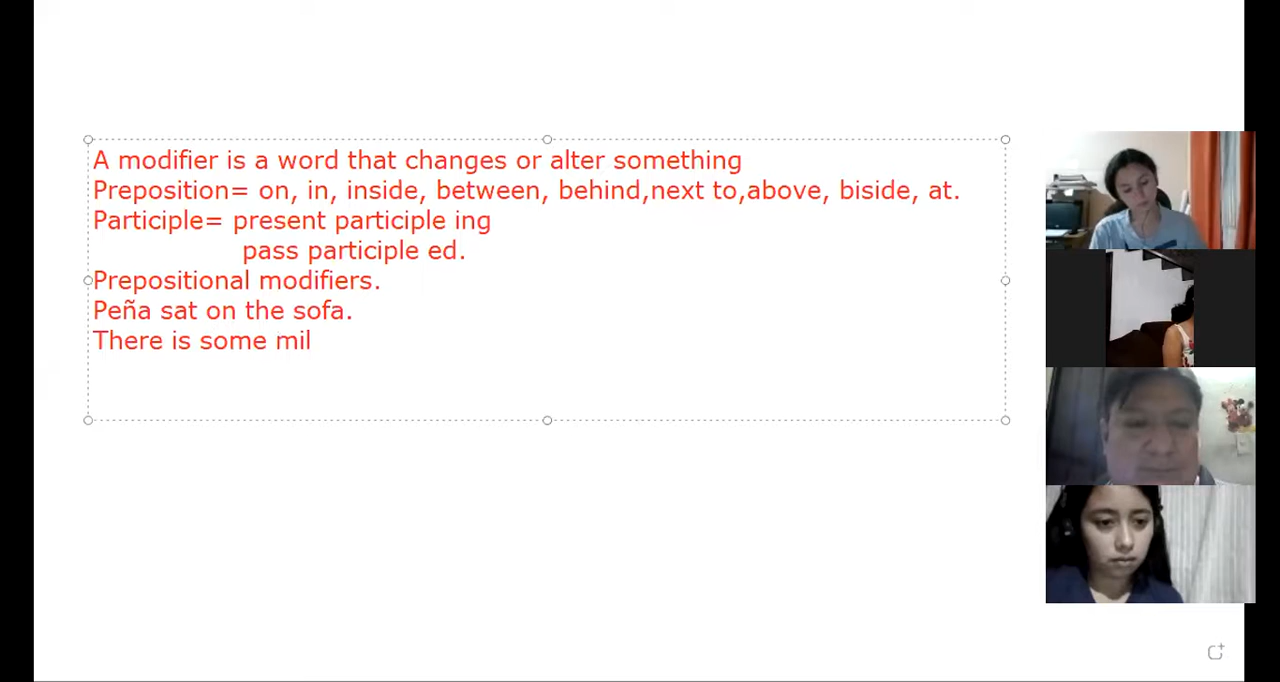 A modifier is a word that changes or alter something
Preposition= on, in, inside, between, behind,next to,above, biside, at.
Participle= present participle ing
pass participle ed.
Prepositional modifiers.
Peña sat on the sofa.
There is some mil